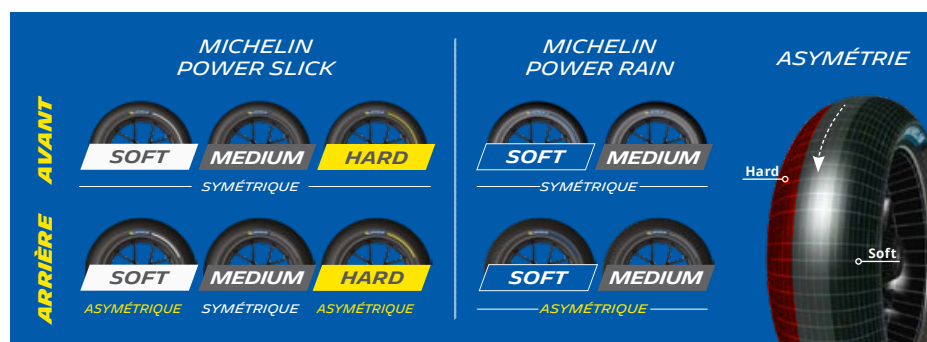 MICHELIN
POWER SLICK
MICHELIN
POWER RAIN
ASYMÉTRIE
AVANT
SOFT
MEDIUM
HARD
SYMÉTRIQUE
SOFT
MEDIUM
SYMÉTRIQUE
ARRIÈRE
SOFT
MEDIUM
HARD
ASYMÉTRIQUE
SYMÉTRIQUE
ASYMÉTRIQUE
SOFT
MEDIUM
ASYMÉTRIQUE
Hard
Soft